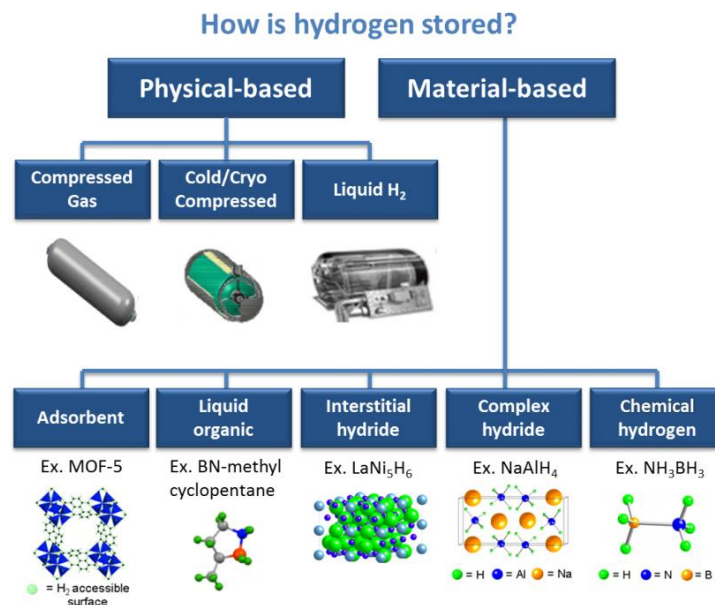 How is hydrogen stored?
Physical-based
Material-based
Compressed
Gas
Cold/Cryo
Compressed
Liquid H₂
Adsorbent
Liquid
organic
Interstitial
hydride
Complex
hydride
Chemical
hydrogen
Ex. MOF-5
Ex. BN-methyl
cyclopentane
Ex. LaNi₅H₆
Ex. NaAlH₄
Ex. NH₃BH₃
= H₂ accessible
surface
= H = Al = Na
= H = N = B